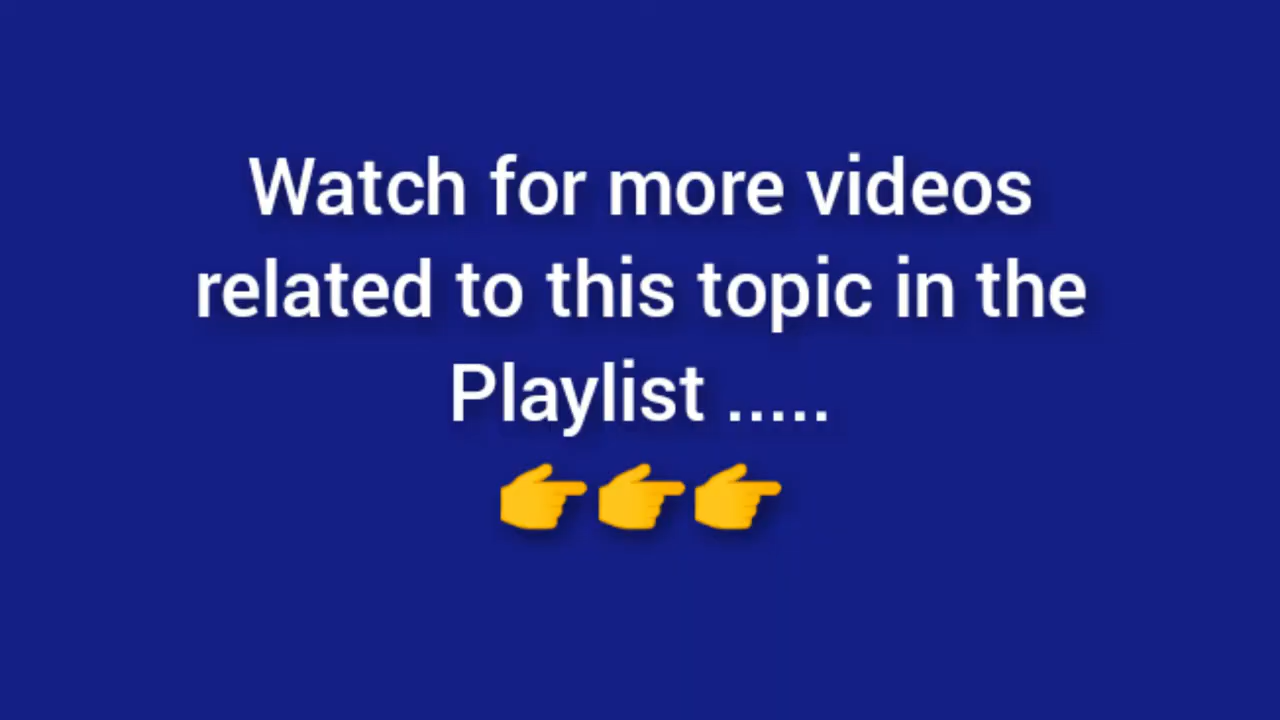 Watch for more videos
related to this topic in the
Playlist .....
👉👉👉